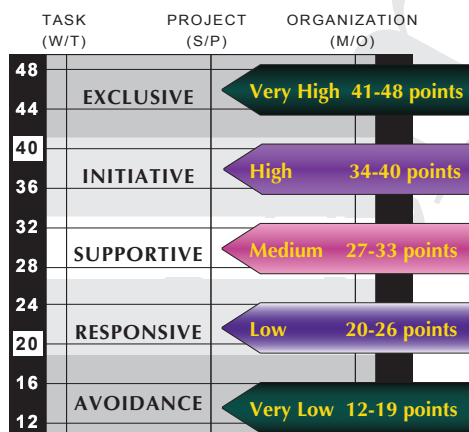 TASK PROJECT ORGANIZATION
(W/T) (S/P) (M/O)
48
EXCLUSIVE Very High 41-48 points
44
40
INITIATIVE High 34-40 points
36
32
SUPPORTIVE Medium 27-33 points
28
24
RESPONSIVE Low 20-26 points
20
16
AVOIDANCE Very Low 12-19 points
12